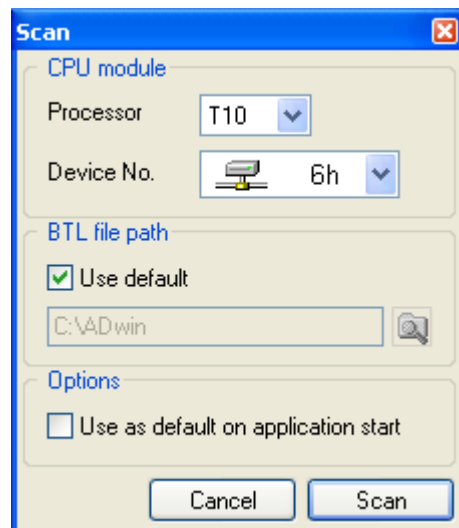 Scan
CPU module
Processor
T10
Device No.
6h
BTL file path
Use default
C:\ADwin
Options
Use as default on application start
Cancel
Scan